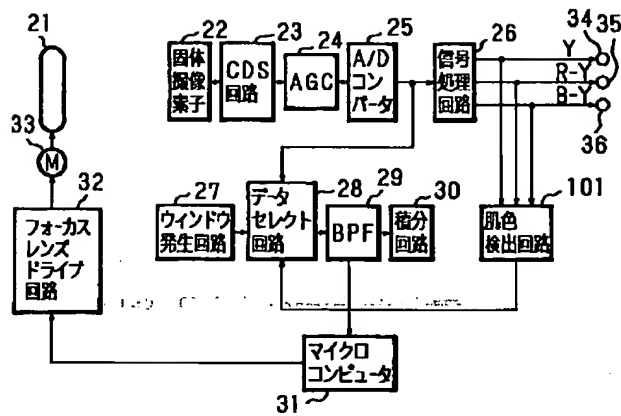 21
22
23
24
25
26
34
35
固体
撮像
素子
CDS
回路
AGC
A/D
コン
バータ
信号
処理
回路
Y
R-Y
B-Y
36
33
M
32
フォーカス
レンズ
ドライブ
回路
27
28
29
30
101
ウィンドウ
発生回路
データ
セレクト
回路
BPF
積分
回路
肌色
検出回路
マイクロ
コンピュータ
31